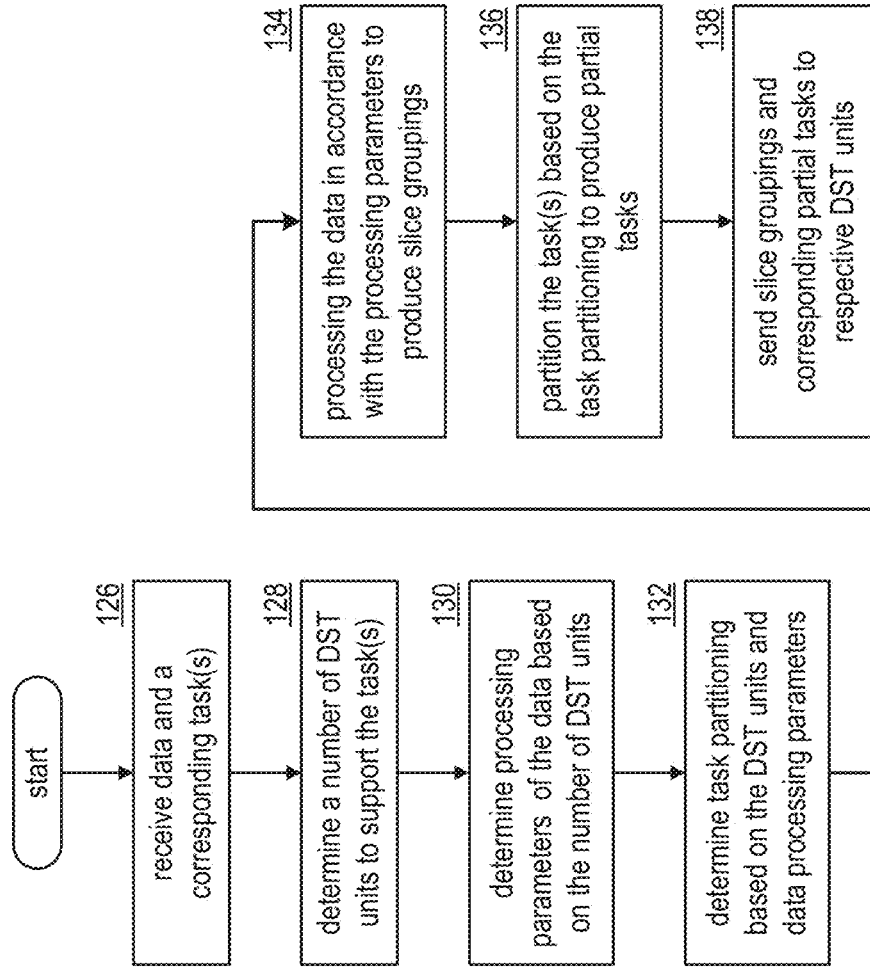 start
126
receive data and a
corresponding task(s)
128
determine a number of DST
units to support the task(s)
130
determine processing
parameters of the data based
on the number of DST units
132
determine task partitioning
based on the DST units and
data processing parameters
134
processing the data in accordance
with the processing parameters to
produce slice groupings
136
partition the task(s) based on the
task partitioning to produce partial
tasks
138
send slice groupings and
corresponding partial tasks to
respective DST units